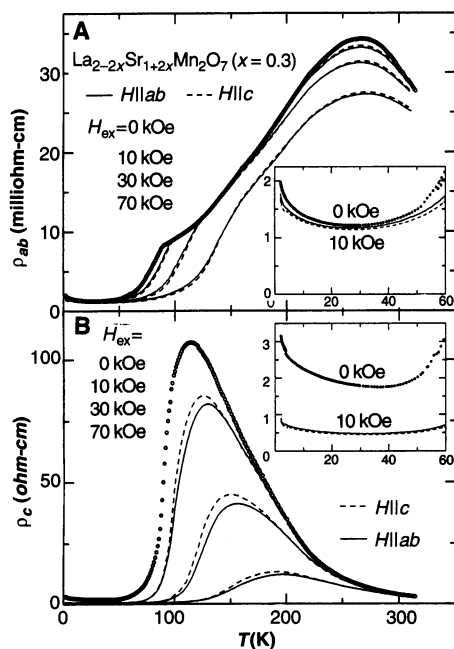 A
La2–2xSr1+2xMn2O7 (x = 0.3)
H||ab H||c
Hex=0 kOe
10 kOe
30 kOe
70 kOe
ρab (milliohm-cm)
30
20
10
0
2
1
0
0 kOe
10 kOe
20 40 60
B
Hex=
0 kOe
10 kOe
30 kOe
70 kOe
ρc (ohm-cm)
100
50
0
3
2
1
0 kOe
10 kOe
0 20 40 60
H||c
H||ab
0 100 200 300
T(K)